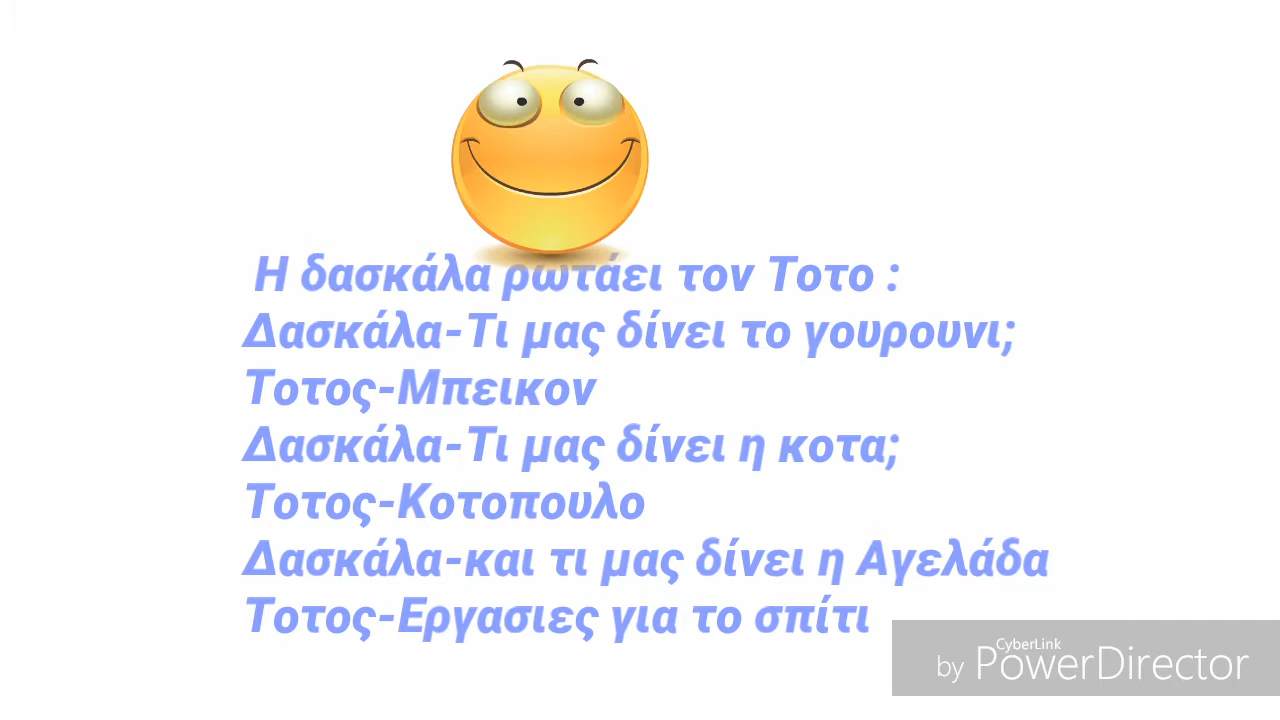 Η δασκάλα ρωτάει τον Τοτο :
Δασκάλα-Τι μας δίνει το γουρουνι;
Τοτος-Μπεικον
Δασκάλα-Τι μας δίνει η κοτα;
Τοτος-Κοτοπουλο
Δασκάλα-και τι μας δίνει η Αγελάδα
Τοτος-Εργασιες για το σπίτι
CyberLink
by PowerDirector